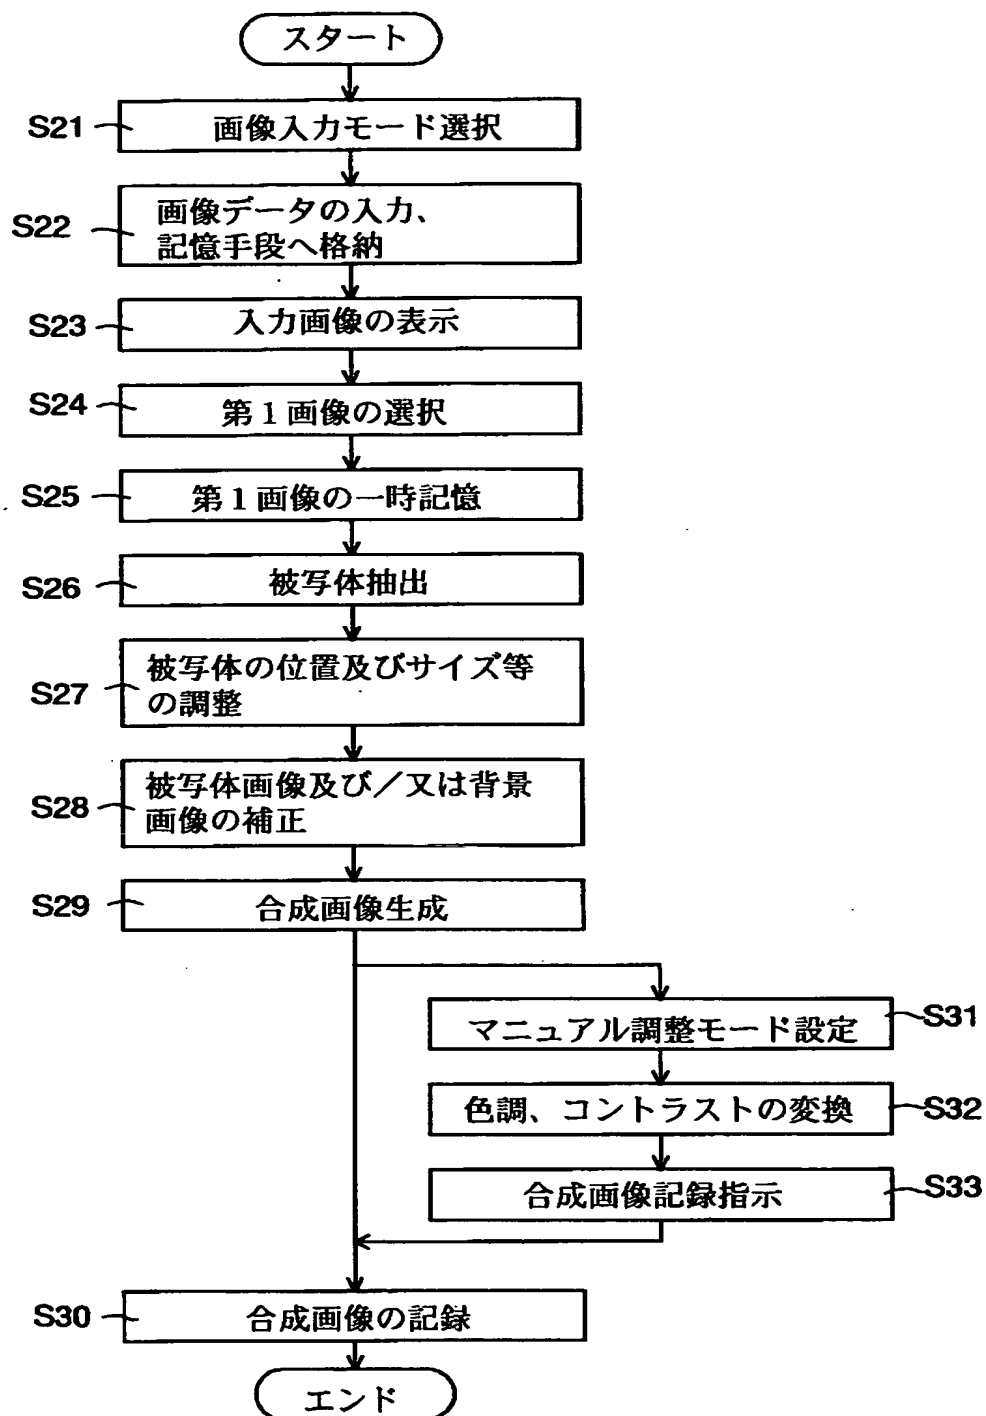 スタート
S21
画像入力モード選択
S22
画像データの入力、
記憶手段へ格納
S23
入力画像の表示
S24
第1画像の選択
S25
第1画像の一時記憶
S26
被写体抽出
S27
被写体の位置及びサイズ等
の調整
S28
被写体画像及び／又は背景
画像の補正
S29
合成画像生成
マニュアル調整モード設定
S31
色調、コントラストの変換
S32
合成画像記録指示
S33
S30
合成画像の記録
エンド